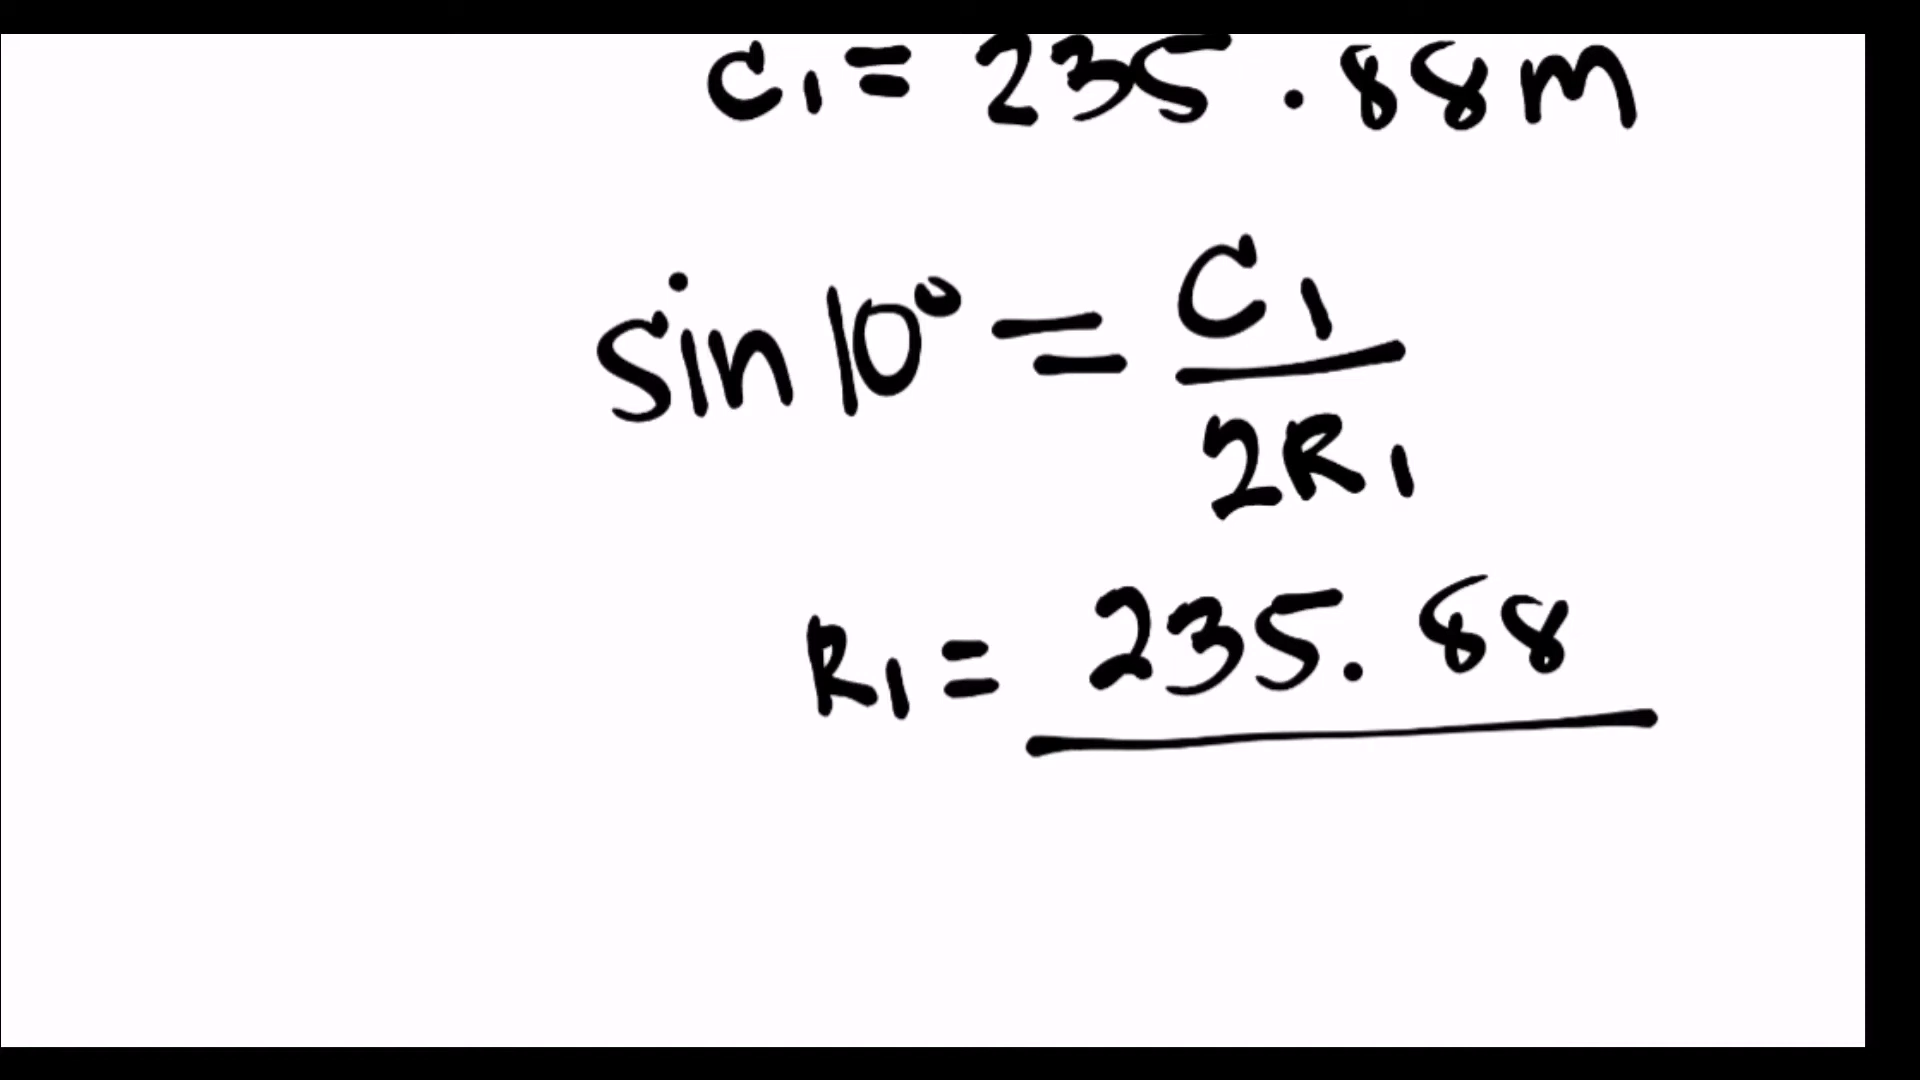 C1 = 235.88m
sin 10° = C1
2R1
R1 = 235.88